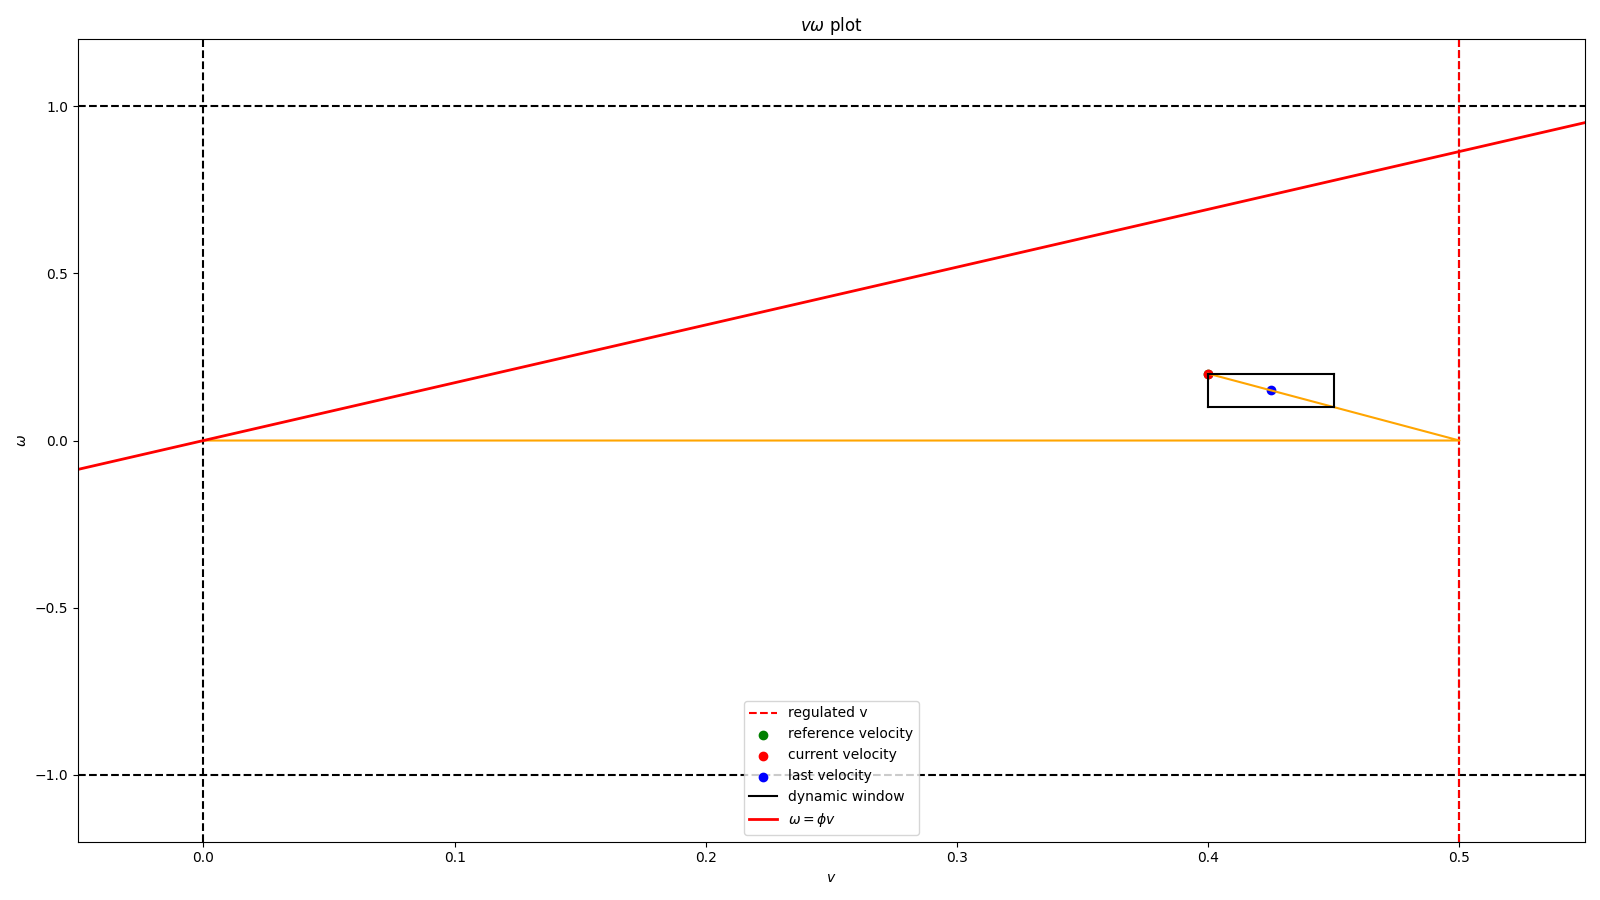 vω plot
1.0
0.5
0.0
−0.5
−1.0
ω
regulated v
reference velocity
current velocity
last velocity
dynamic window
ω = ϕv
0.0 0.1 0.2 0.3 0.4 0.5
v